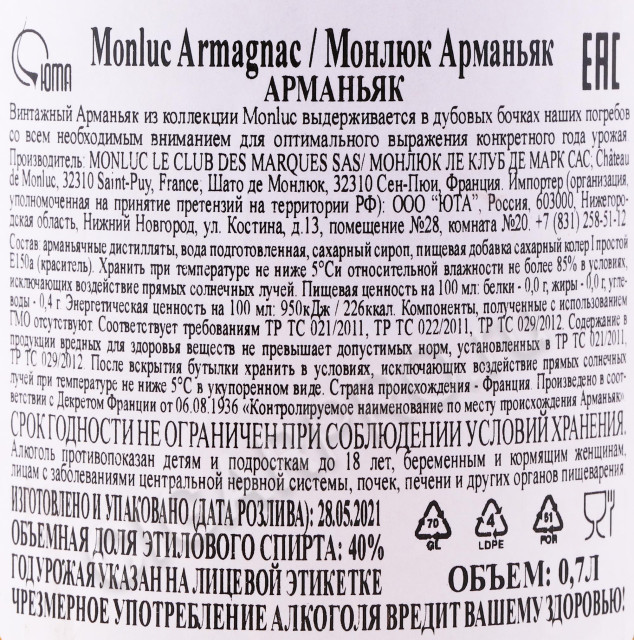 ЮТА
Monluc Armagnac / Монлюк Арманьяк
EAC
АРМАНЬЯК
Винтажный Арманьяк из коллекции Monluc выдерживается в дубовых бочках наших погребов
со всем необходимым вниманием для оптимального выражения конкретного года урожая
Производитель: MONLUC LE CLUB DES MARQUES SAS/ МОНЛЮК ЛЕ КЛУБ ДЕ МАРК САС, Château
de Monluc, 32310 Saint-Puy, France, Шато де Монлюк, 32310 Сен-Пюи, Франция. Импортер (организация,
уполномоченная на принятие претензий на территории РФ): ООО "ЮТА", Россия, 603000, Нижегоро-
дская область, Нижний Новгород, ул. Костина, д.13, помещение №28, комната №20. +7 (831) 258-51-12
Состав: арманьячные дистилляты, вода подготовленная, сахарный сироп, пищевая добавка сахарный колер I простой
Е150а (краситель). Хранить при температуре не ниже 5°Си относительной влажности не более 85% в условиях,
исключающих воздействие прямых солнечных лучей. Пищевая ценность на 100 мл: белки - 0,0 г, жиры - 0,0 г, угле-
воды - 0,4 г Энергетическая ценность на 100 мл: 950кДж / 226ккал. Компоненты, полученные с использованием
ГМО отсутствуют. Соответствует требованиям ТР ТС 021/2011, ТР ТС 022/2011, ТР ТС 029/2012. Содержание в
продукции вредных для здоровья веществ не превышает допустимых норм, установленных в ТР ТС 021/2011,
ТР ТС 029/2012. После вскрытия бутылки хранить в условиях, исключающих воздействие прямых солнечных
лучей при температуре не ниже 5°С в укупоренном виде. Страна происхождения - Франция. Произведено в соот-
ветствии с Декретом Франции от 06.08.1936 «Контролируемое наименование по месту происхождения Арманьяк»
СРОК ГОДНОСТИ НЕ ОГРАНИЧЕН ПРИ СОБЛЮДЕНИИ УСЛОВИЙ ХРАНЕНИЯ.
Алкоголь противопоказан детям и подросткам до 18 лет, беременным и кормящим женщинам,
лицам с заболеваниями центральной нервной системы, почек, печени и других органов пищеварения
ИЗГОТОВЛЕНО И УПАКОВАНО (ДАТА РОЗЛИВА): 28.05.2021
ОБЪЕМНАЯ ДОЛЯ ЭТИЛОВОГО СПИРТА: 40%
70
GL
4
LDPE
51
FOR
ГОД УРОЖАЯ УКАЗАН НА ЛИЦЕВОЙ ЭТИКЕТКЕ
ОБЪЕМ: 0,7Л
ЧРЕЗМЕРНОЕ УПОТРЕБЛЕНИЕ АЛКОГОЛЯ ВРЕДИТ ВАШЕМУ ЗДОРОВЬЮ!